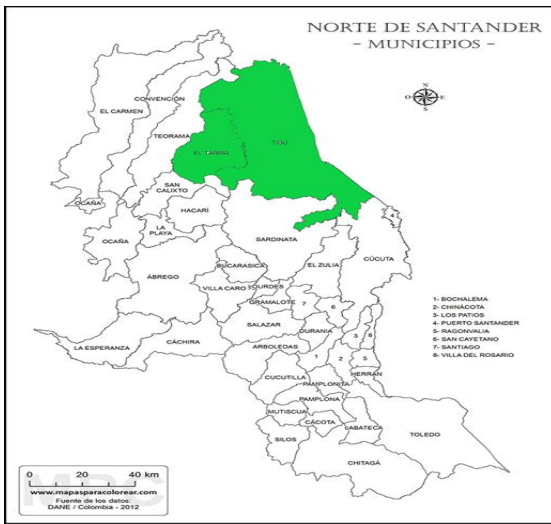 NORTE DE SANTANDER
- MUNICIPIOS -
N
O
E
S
CONVENCIÓN
EL CARMEN
TEORAMA
TIBÚ
EL TARRA
SAN
CALIXTO
OCAÑA
HACARÍ
4
LA
PLAYA
OCAÑA
SARDINATA
CÚCUTA
EL ZULIA
BUCARASICA
ÁBREGO
VILLA CARO
LOURDES
GRAMALOTE
7
6
SALAZAR
DURANIA
3
8
LA ESPERANZA
CÁCHIRA
ARBOLEDAS
1
2
5
HERRÁN
CUCUTILLA
PAMPLONITA
PAMPLONA
MUTISCUA
CÁCOTA
LABATECA
SILOS
TOLEDO
CHITAGÁ
1- BOCHALEMA
2- CHINÁCOTA
3- LOS PATIOS
4- PUERTO SANTANDER
5- RAGONVALIA
6- SAN CAYETANO
7- SANTIAGO
8- VILLA DEL ROSARIO
0 20 40 km
www.mapasparacolorear.com
Fuente de los datos:
DANE / Colombia - 2012